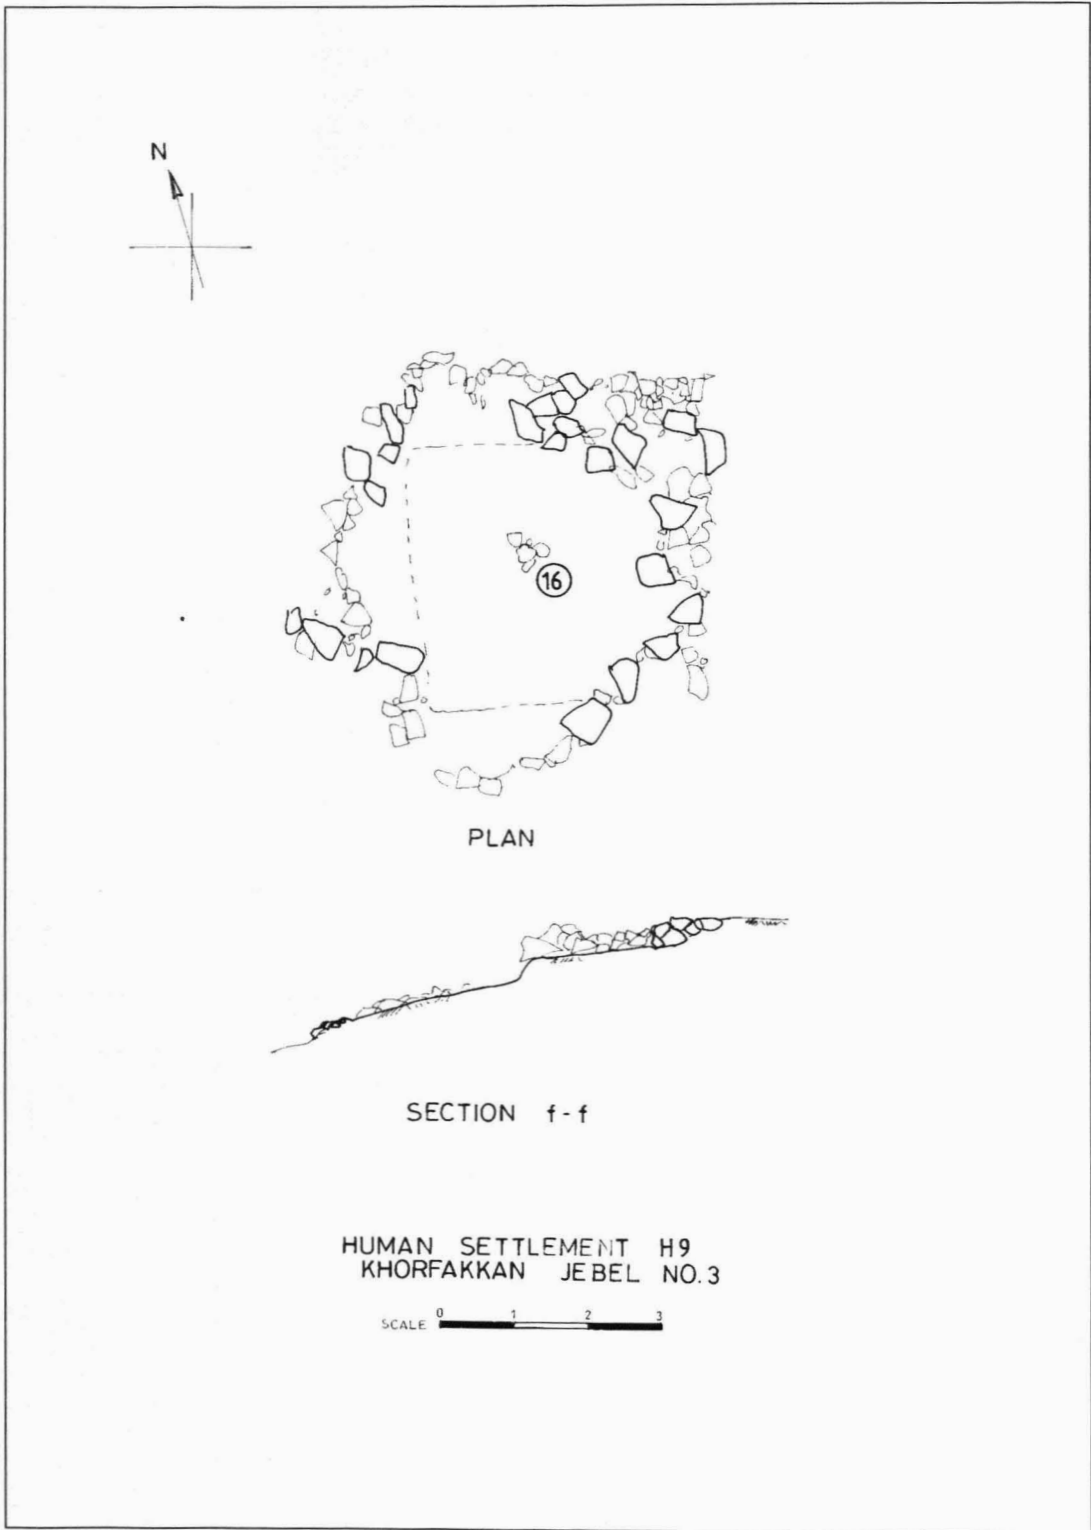 N
16
PLAN
SECTION f-f
HUMAN SETTLEMENT H9
KHORFAKKAN JEBEL NO.3
0 1 2 3
SCALE